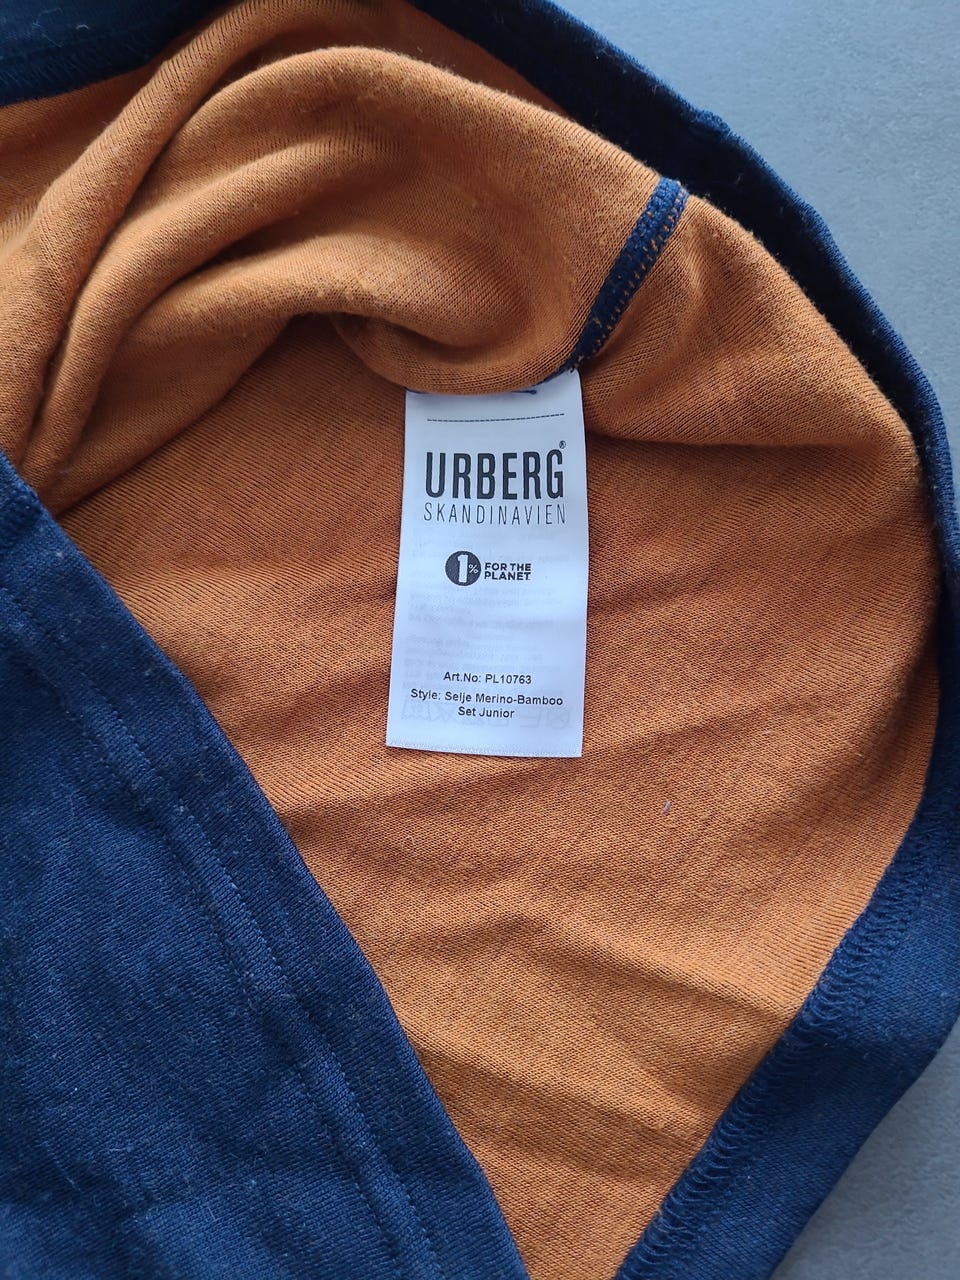 URBERG®
SKANDINAVIEN
1% FOR THE
PLANET
Art.No: PL10763
Style: Selje Merino-Bamboo
Set Junior